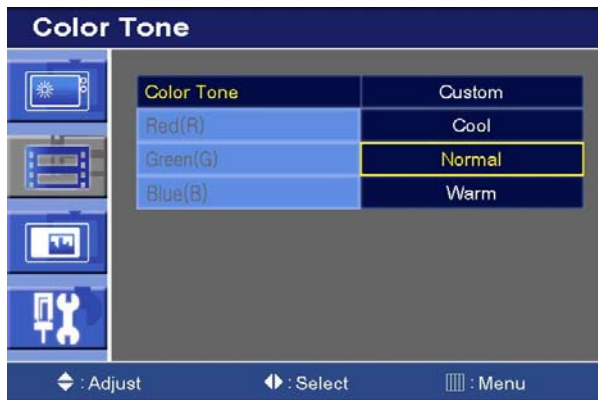 Color Tone
Color Tone Custom
Red(R) Cool
Green(G) Normal
Blue(B) Warm
: Adjust : Select : Menu